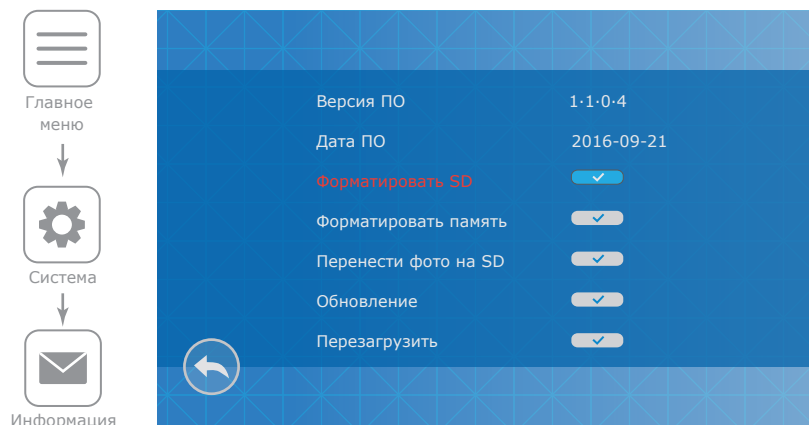 Главное
меню
Система
Информация
Версия ПО 1·1·0·4
Дата ПО 2016-09-21
Форматировать SD
Форматировать память
Перенести фото на SD
Обновление
Перезагрузить